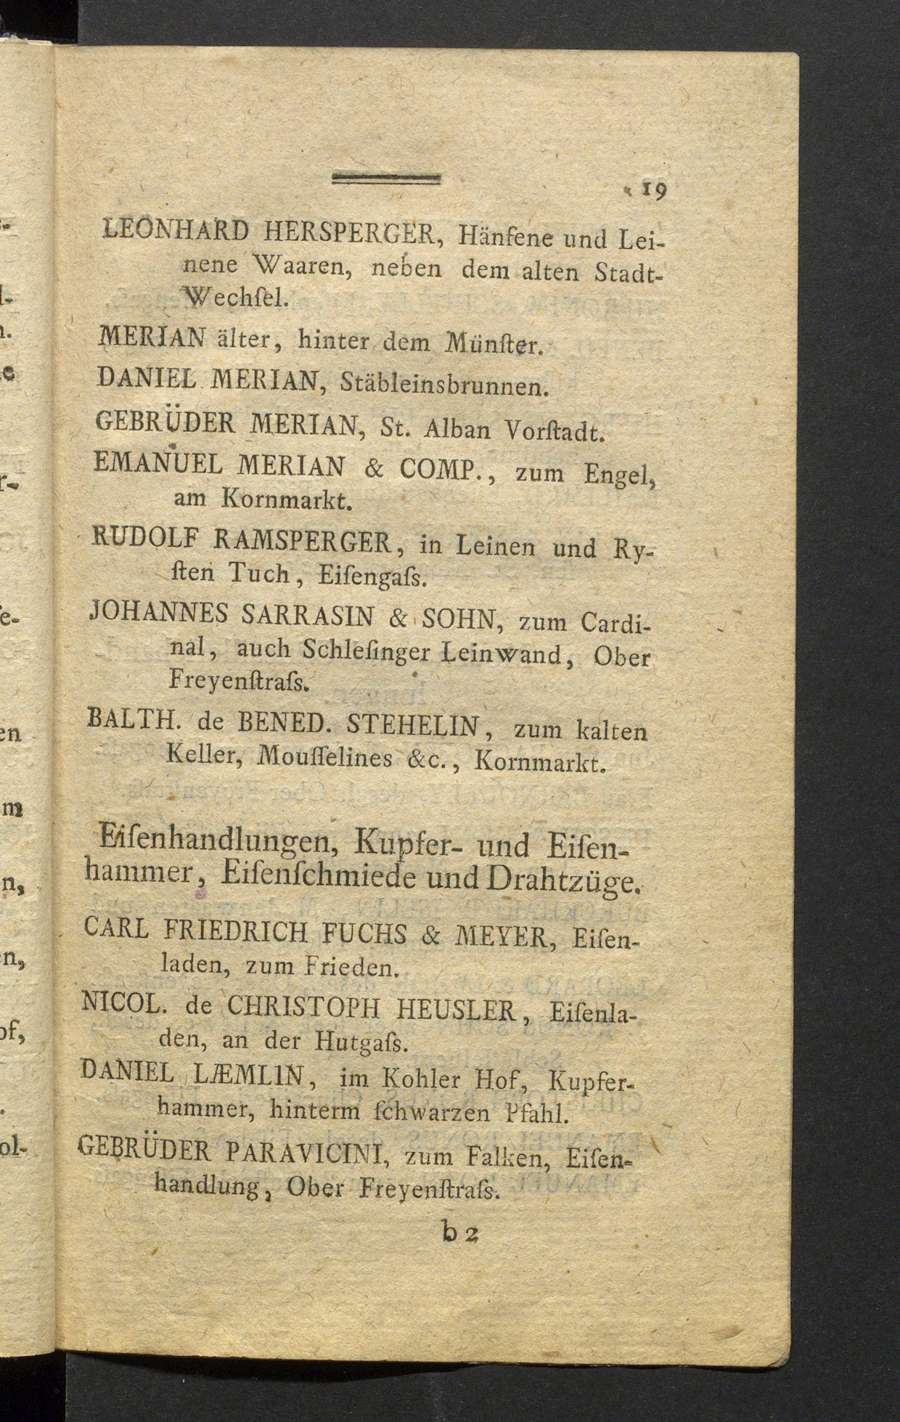 19
LEONHARD HERSPERGER, Hänfene und Lei-
nene Waaren, neben dem alten Stadt-
Wechſel.
MERIAN älter, hinter dem Münſter.
DANIEL MERIAN, Stäbleinsbrunnen.
GEBRÜDER MERIAN, St. Alban Vorſtadt.
EMANUEL MERIAN & COMP., zum Engel,
am Kornmarkt.
RUDOLF RAMSPERGER, in Leinen und Ry-
ſten Tuch, Eiſengaſs.
JOHANNES SARRASIN & SOHN, zum Cardi-
nal, auch Schleſinger Leinwand, Ober
Freyenſtraſs.
BALTH. de BENED. STEHELIN, zum kalten
Keller, Mouſſelines &c., Kornmarkt.
Eiſenhandlungen, Kupfer- und Eiſen-
hammer, Eiſenſchmiede und Drahtzüge.
CARL FRIEDRICH FUCHS & MEYER, Eiſen-
laden, zum Frieden.
NICOL. de CHRISTOPH HEUSLER, Eiſenla-
den, an der Hutgaſs.
DANIEL LÆMLIN, im Kohler Hof, Kupfer-
hammer, hinterm ſchwarzen Pfahl.
GEBRÜDER PARAVICINI, zum Falken, Eiſen-
handlung, Ober Freyenſtraſs.
b 2